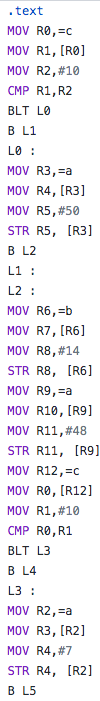 .text
MOV R0,=c
MOV R1,[R0]
MOV R2,#10
CMP R1,R2
BLT L0
B L1
L0 :
MOV R3,=a
MOV R4,[R3]
MOV R5,#50
STR R5, [R3]
B L2
L1 :
L2 :
MOV R6,=b
MOV R7,[R6]
MOV R8,#14
STR R8, [R6]
MOV R9,=a
MOV R10,[R9]
MOV R11,#48
STR R11, [R9]
MOV R12,=c
MOV R0,[R12]
MOV R1,#10
CMP R0,R1
BLT L3
B L4
L3 :
MOV R2,=a
MOV R3,[R2]
MOV R4,#7
STR R4, [R2]
B L5